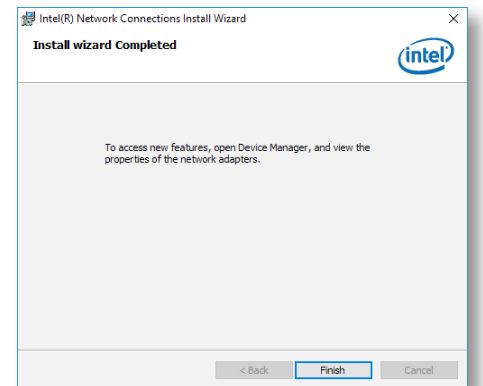 Intel(R) Network Connections Install Wizard
Install wizard Completed
intel
To access new features, open Device Manager, and view the
properties of the network adapters.
< Back
Finish
Cancel